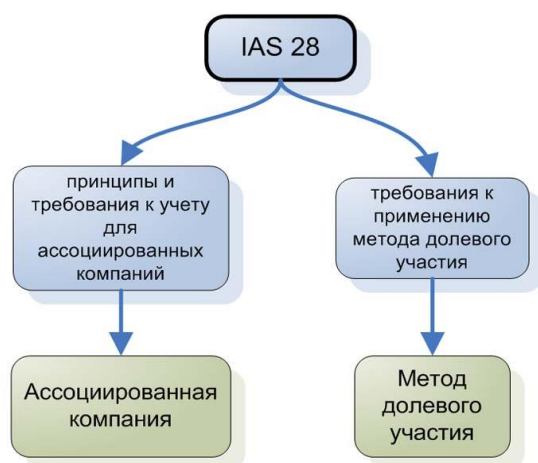 IAS 28
принципы и
требования к учету
для
ассоциированных
компаний
требования к
применению
метода долевого
участия
Ассоциированная
компания
Метод
долевого
участия